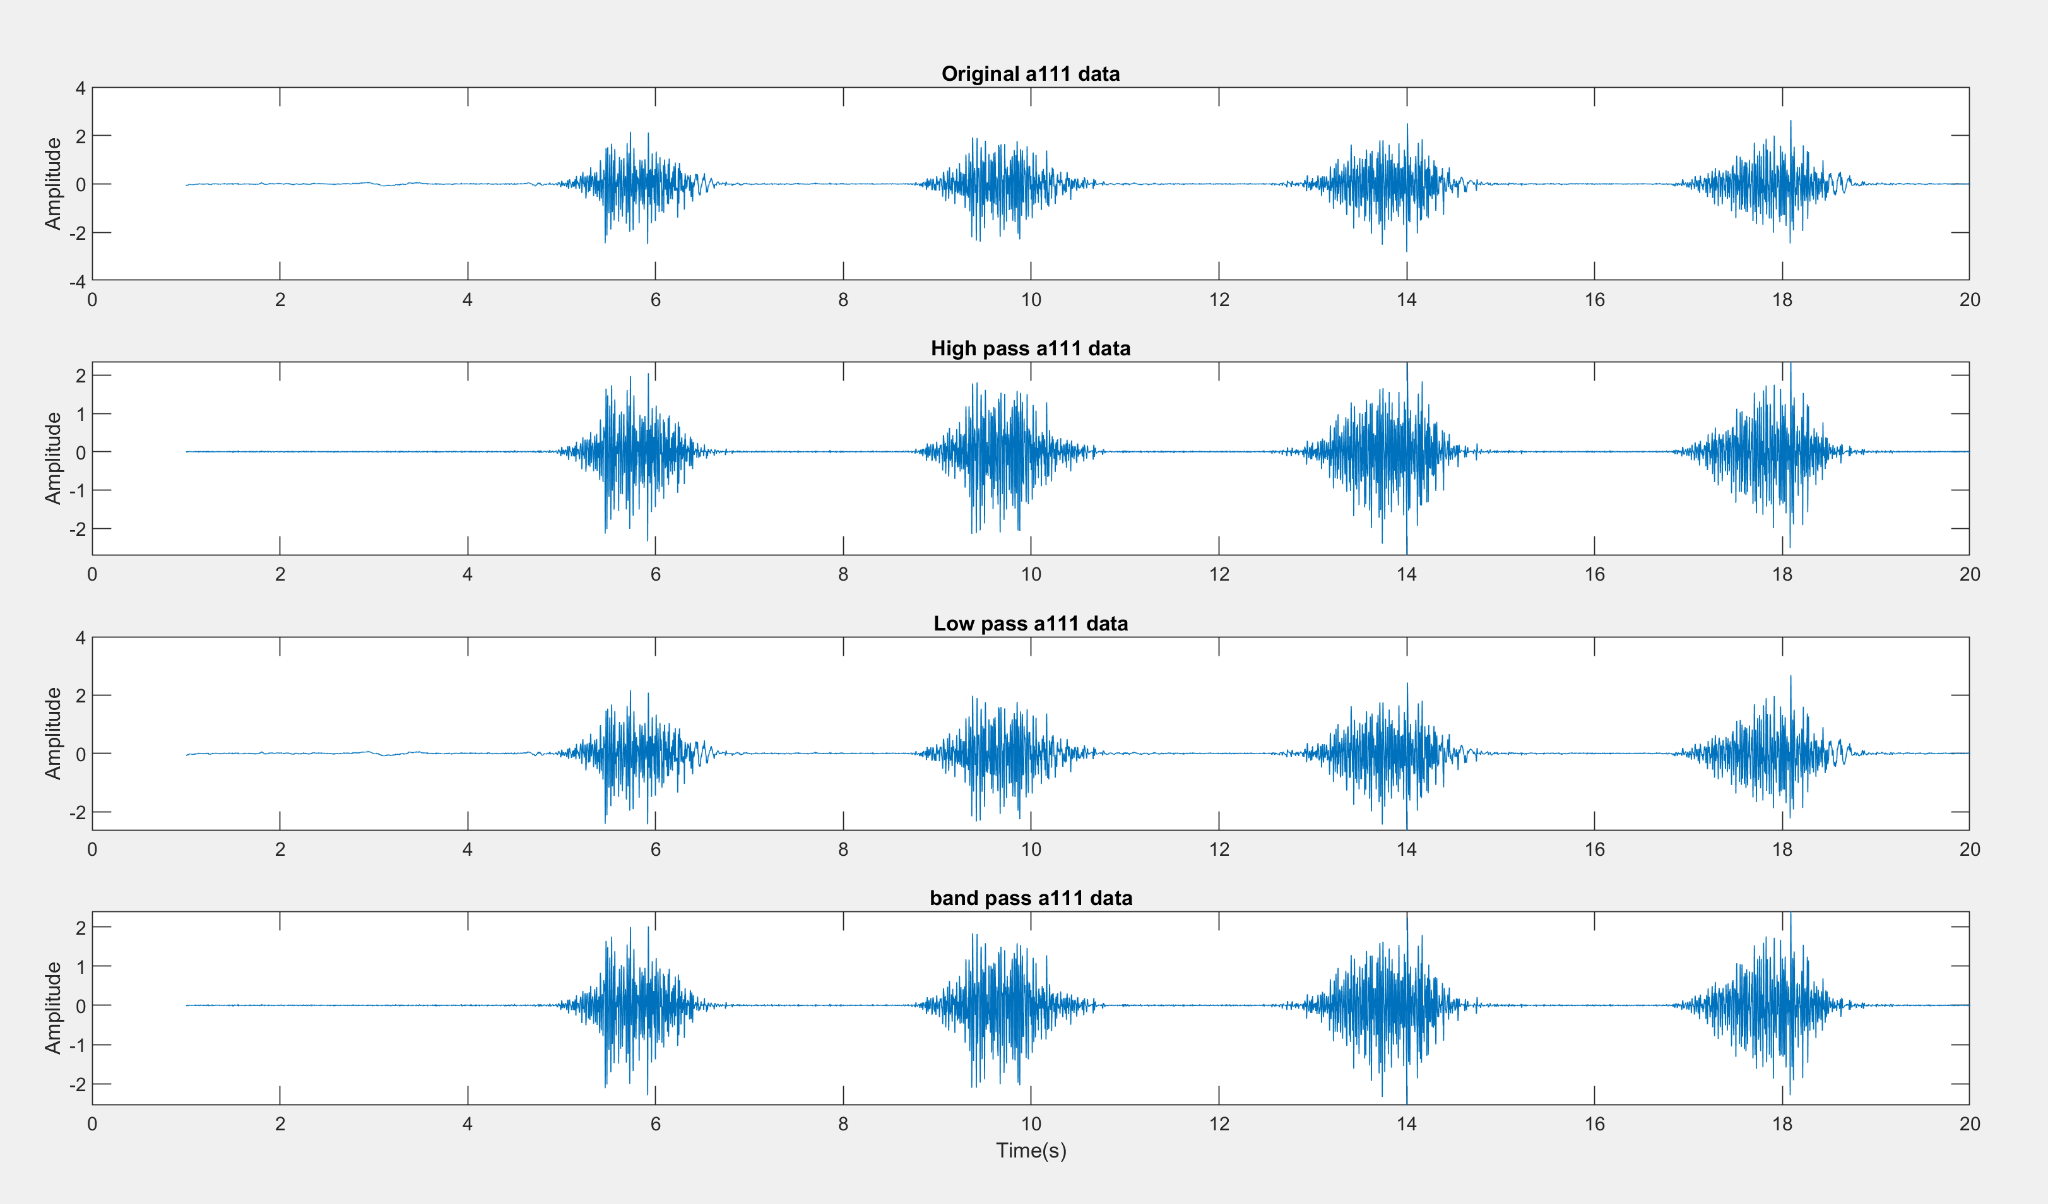 Original a111 data
4
2
0
-2
-4
Amplitude
0 2 4 6 8 10 12 14 16 18 20
High pass a111 data
2
1
0
-1
-2
Amplitude
0 2 4 6 8 10 12 14 16 18 20
Low pass a111 data
4
2
0
-2
Amplitude
0 2 4 6 8 10 12 14 16 18 20
band pass a111 data
2
1
0
-1
-2
Amplitude
0 2 4 6 8 10 12 14 16 18 20
Time(s)